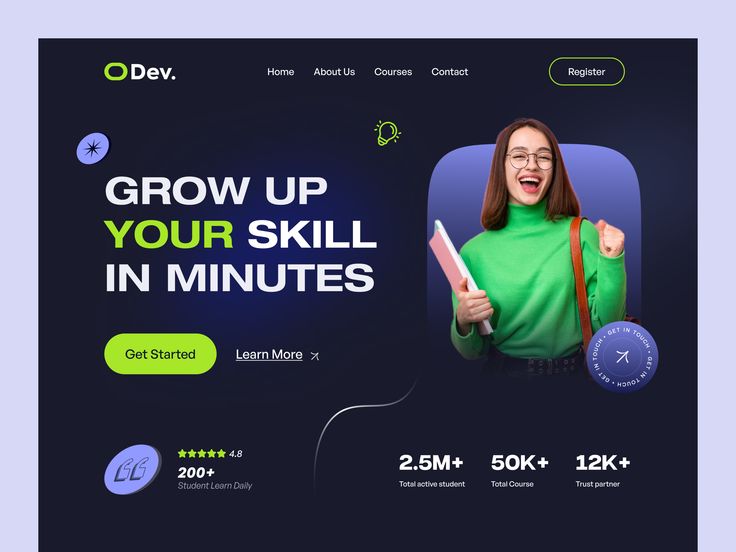 Dev.
Home
About Us
Courses
Contact
Register
GROW UP
YOUR SKILL
IN MINUTES
Get Started
Learn More
GET IN TOUCH • GET IN TOUCH • GET IN TOUCH •
4.8
200+
Student Learn Daily
2.5M+
Total active student
50K+
Total Course
12K+
Trust partner